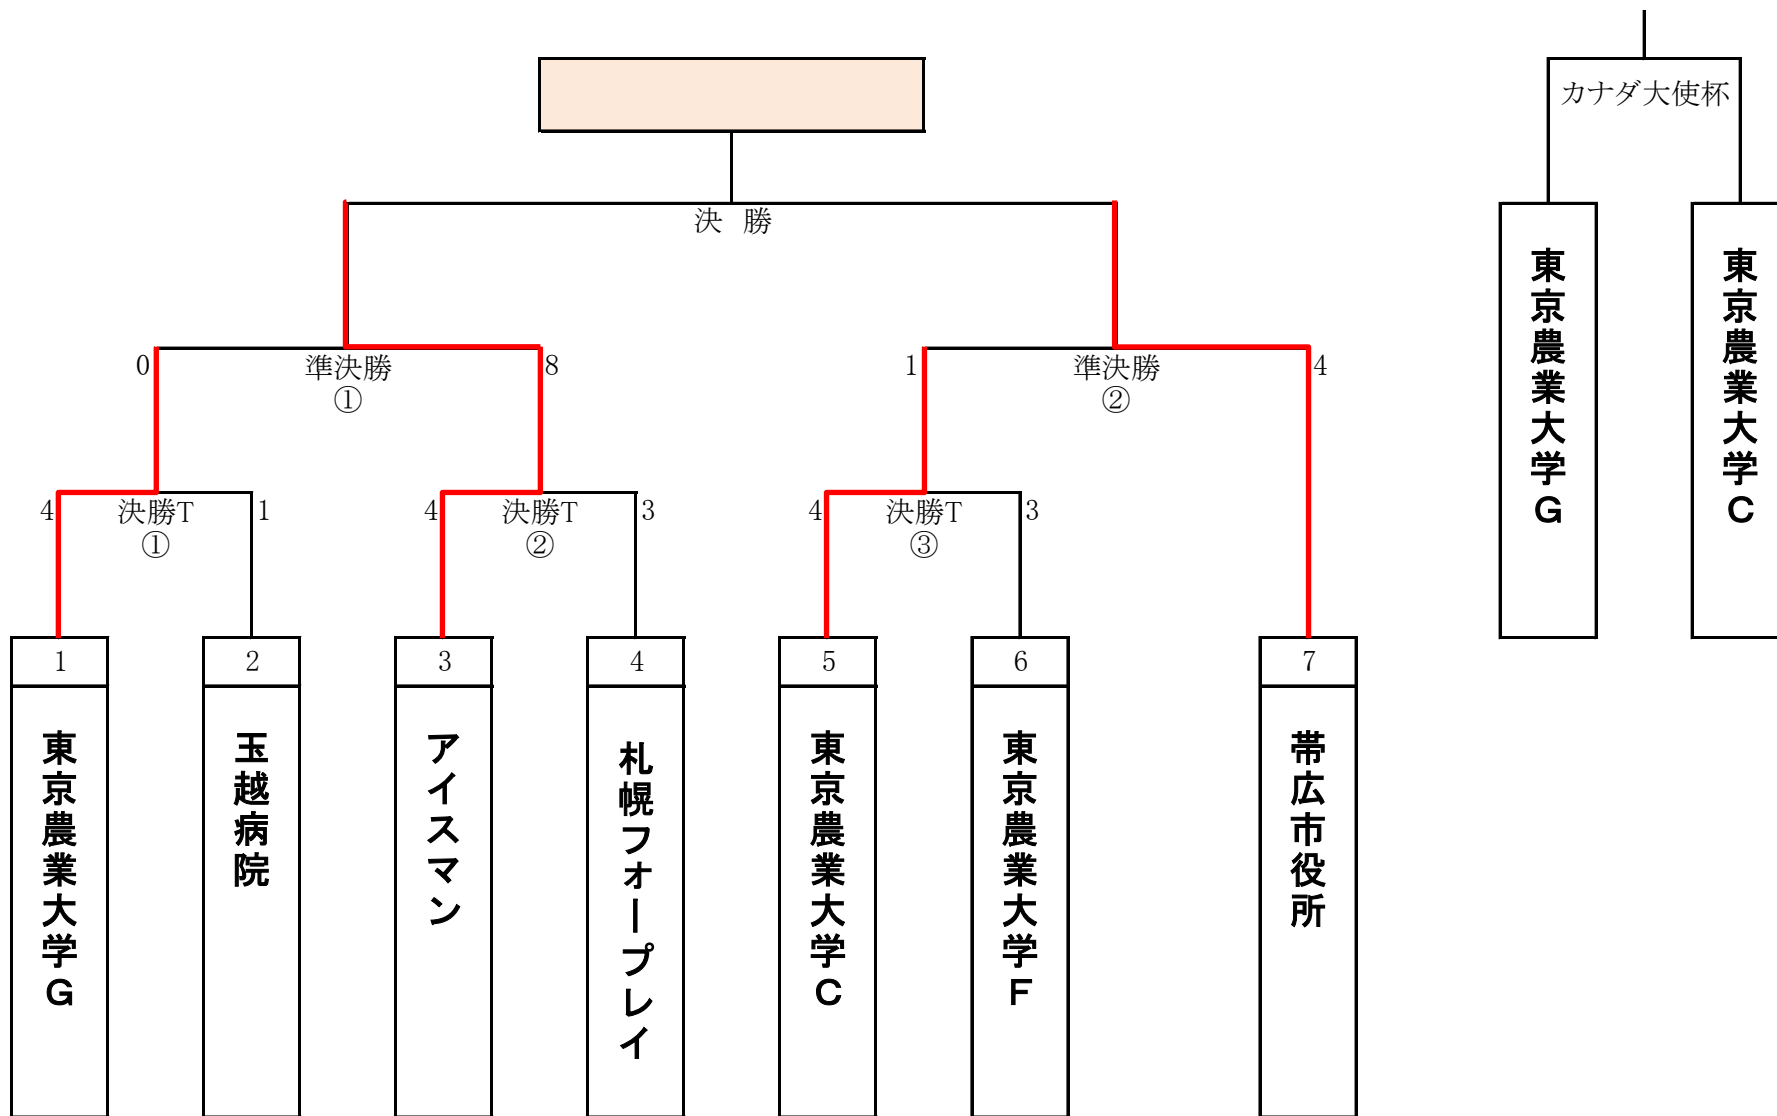 カナダ大使杯
決 勝
東京農業大学G
東京農業大学C
0
準決勝
①
8
1
準決勝
②
4
4
決勝T
①
1
4
決勝T
②
3
4
決勝T
③
3
1
2
3
4
5
6
7
東京農業大学G
玉越病院
アイスマン
札幌フォープレイ
東京農業大学C
東京農業大学F
帯広市役所